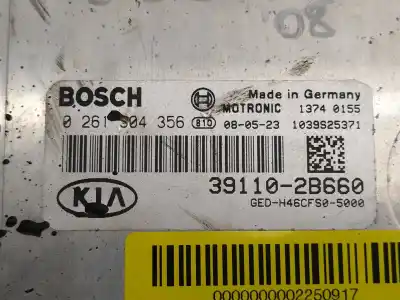 08
BOSCH
Made in Germany
MOTRONIC 1374 0155
0 261 S04 356 810 08-05-23 1039S25371
KIA
39110-2B660
GED-H46CFS0-5000
0000000002250917